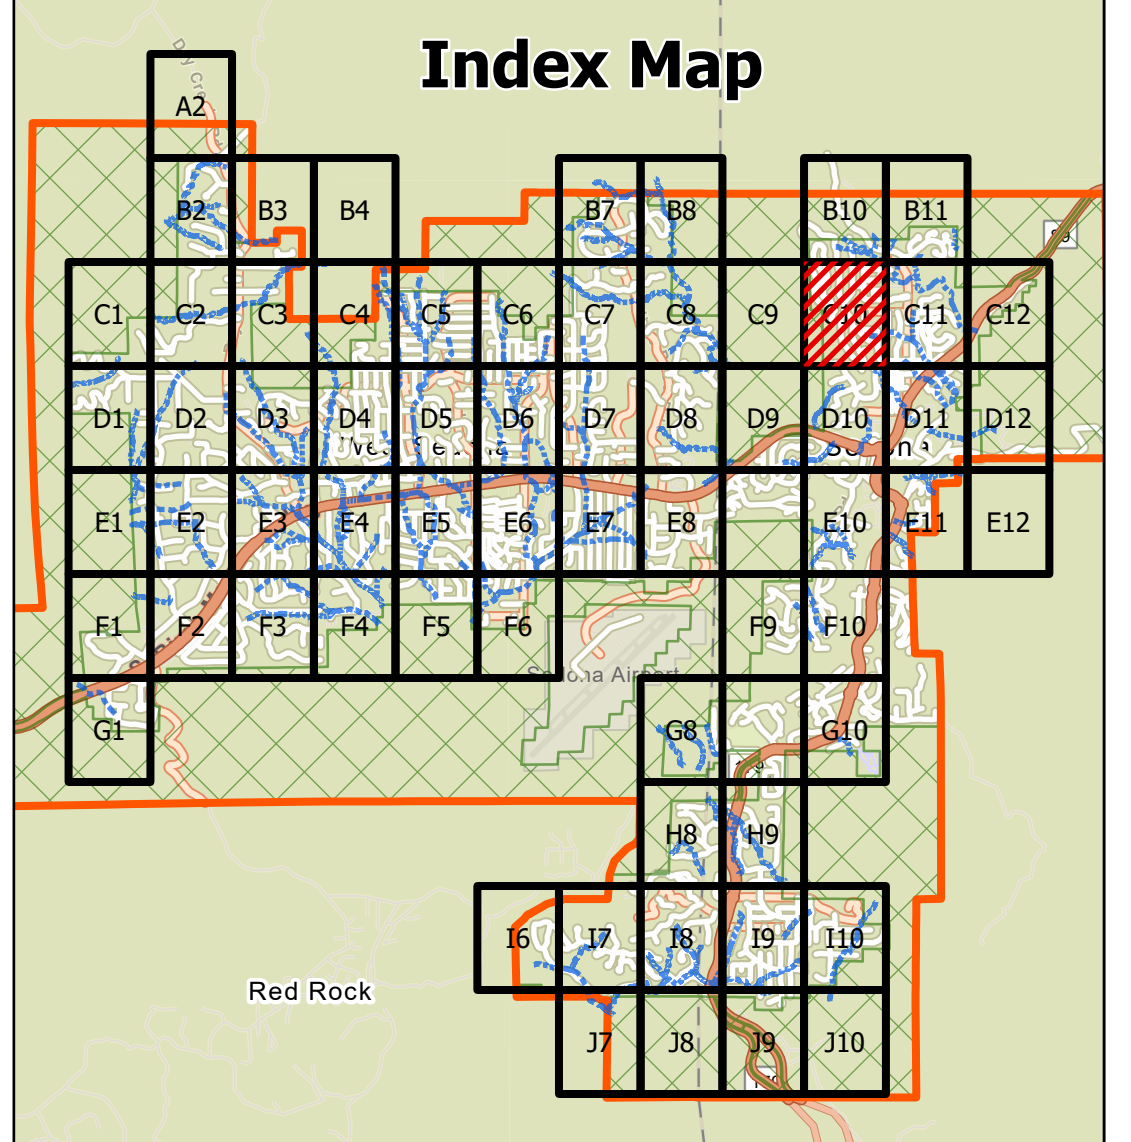 Index Map
A2
B2 B3 B4 B7 B8 B10 B11
C1 C2 C3 C4 C5 C6 C7 C8 C9 C10 C11 C12
D1 D2 D3 D4 D5 D6 D7 D8 D9 D10 D11 D12
E1 E2 E3 E4 E5 E6 E7 E8 E10 E11 E12
F1 F2 F3 F4 F5 F6 F9 F10
Sedona Airport
G1 G8 G10
H8 H9
I6 I7 I8 I9 I10
Red Rock
J7 J8 J9 J10